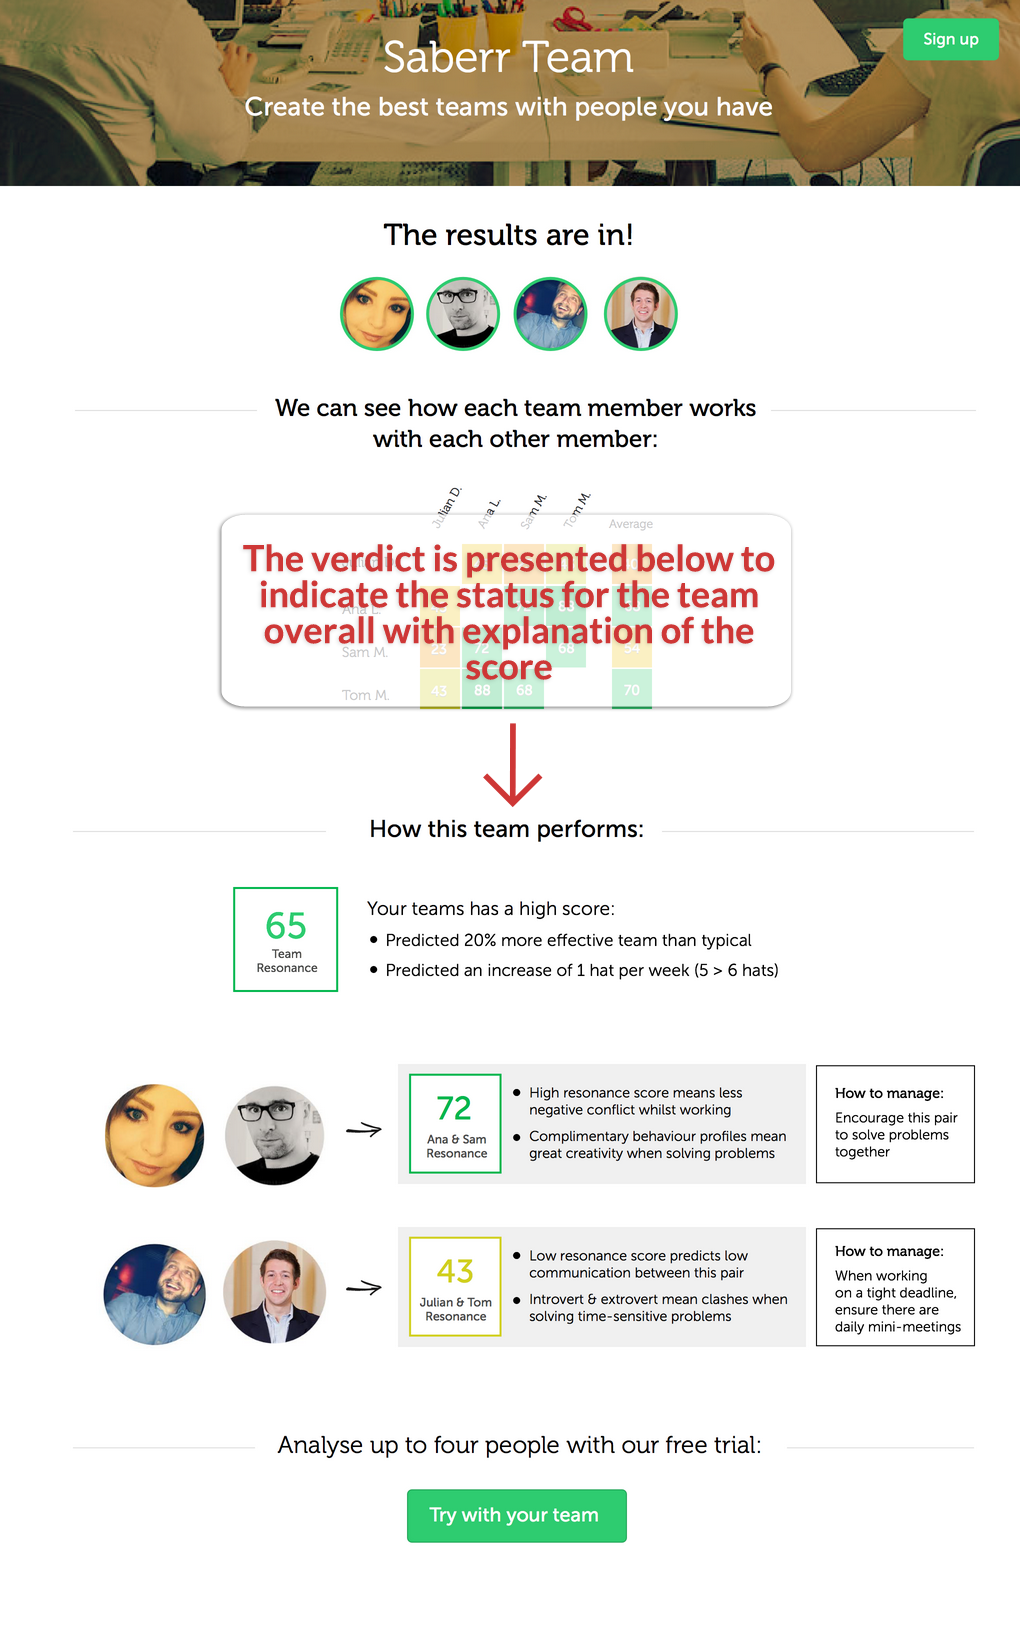 Saberr Team
Sign up
Create the best teams with people you have
The results are in!
We can see how each team member works
with each other member:
Julian D.
Ana L.
Sam M.
Tom M.
Average
The verdict is presented below to
indicate the status for the team
overall with explanation of the
score
Ana L. 88
Sam M. 23 72 68 54
Tom M. 43 88 68 70
How this team performs:
65
Team
Resonance
Your teams has a high score:
• Predicted 20% more effective team than typical
• Predicted an increase of 1 hat per week (5 > 6 hats)
72
Ana & Sam
Resonance
• High resonance score means less
negative conflict whilst working
• Complimentary behaviour profiles mean
great creativity when solving problems
How to manage:
Encourage this pair
to solve problems
together
43
Julian & Tom
Resonance
• Low resonance score predicts low
communication between this pair
• Introvert & extrovert mean clashes when
solving time-sensitive problems
How to manage:
When working
on a tight deadline,
ensure there are
daily mini-meetings
Analyse up to four people with our free trial:
Try with your team